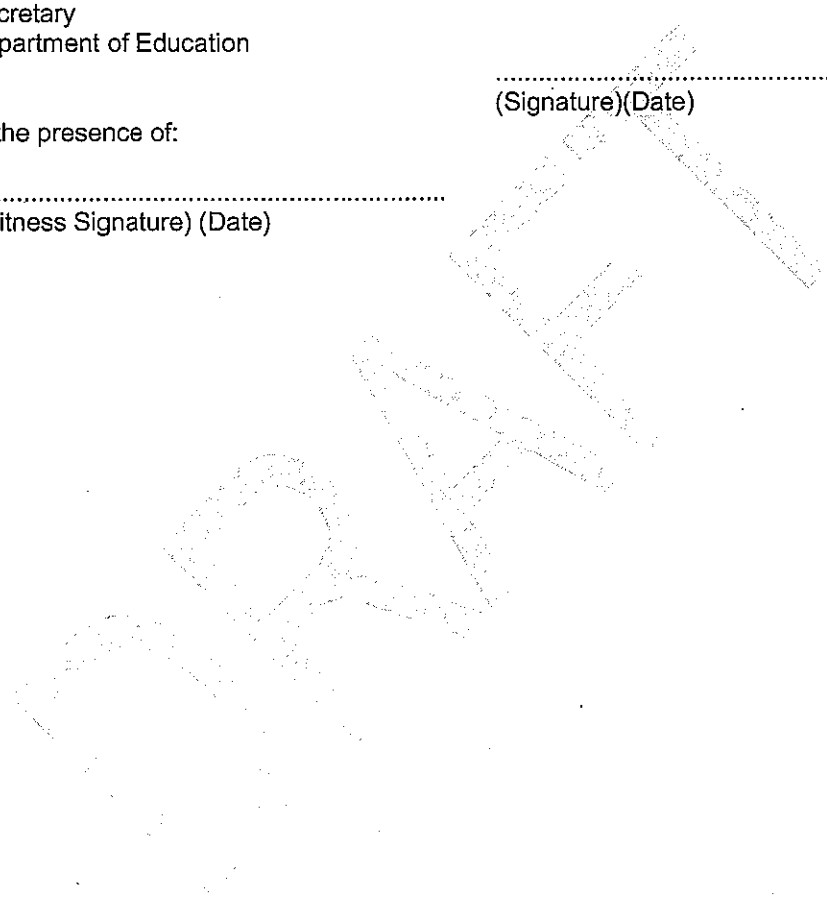 cretary
partment of Education
..........................................
(Signature)(Date)
the presence of:
..........................................................
itness Signature) (Date)
DRAFT